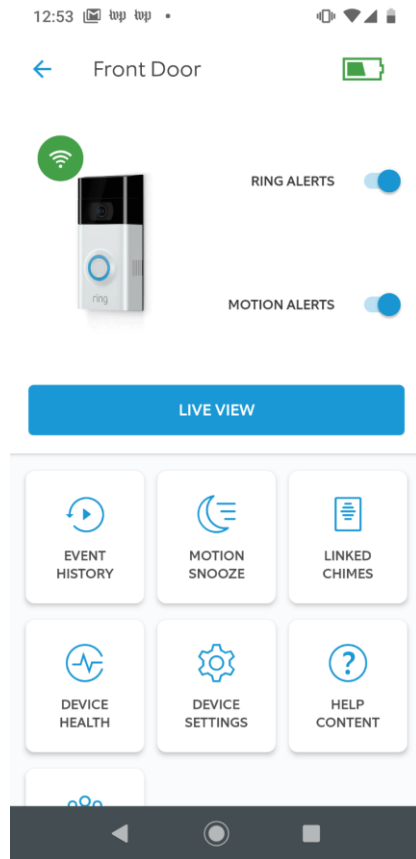 12:53
Front Door
RING ALERTS
ring
MOTION ALERTS
LIVE VIEW
EVENT
HISTORY
MOTION
SNOOZE
LINKED
CHIMES
DEVICE
HEALTH
DEVICE
SETTINGS
HELP
CONTENT